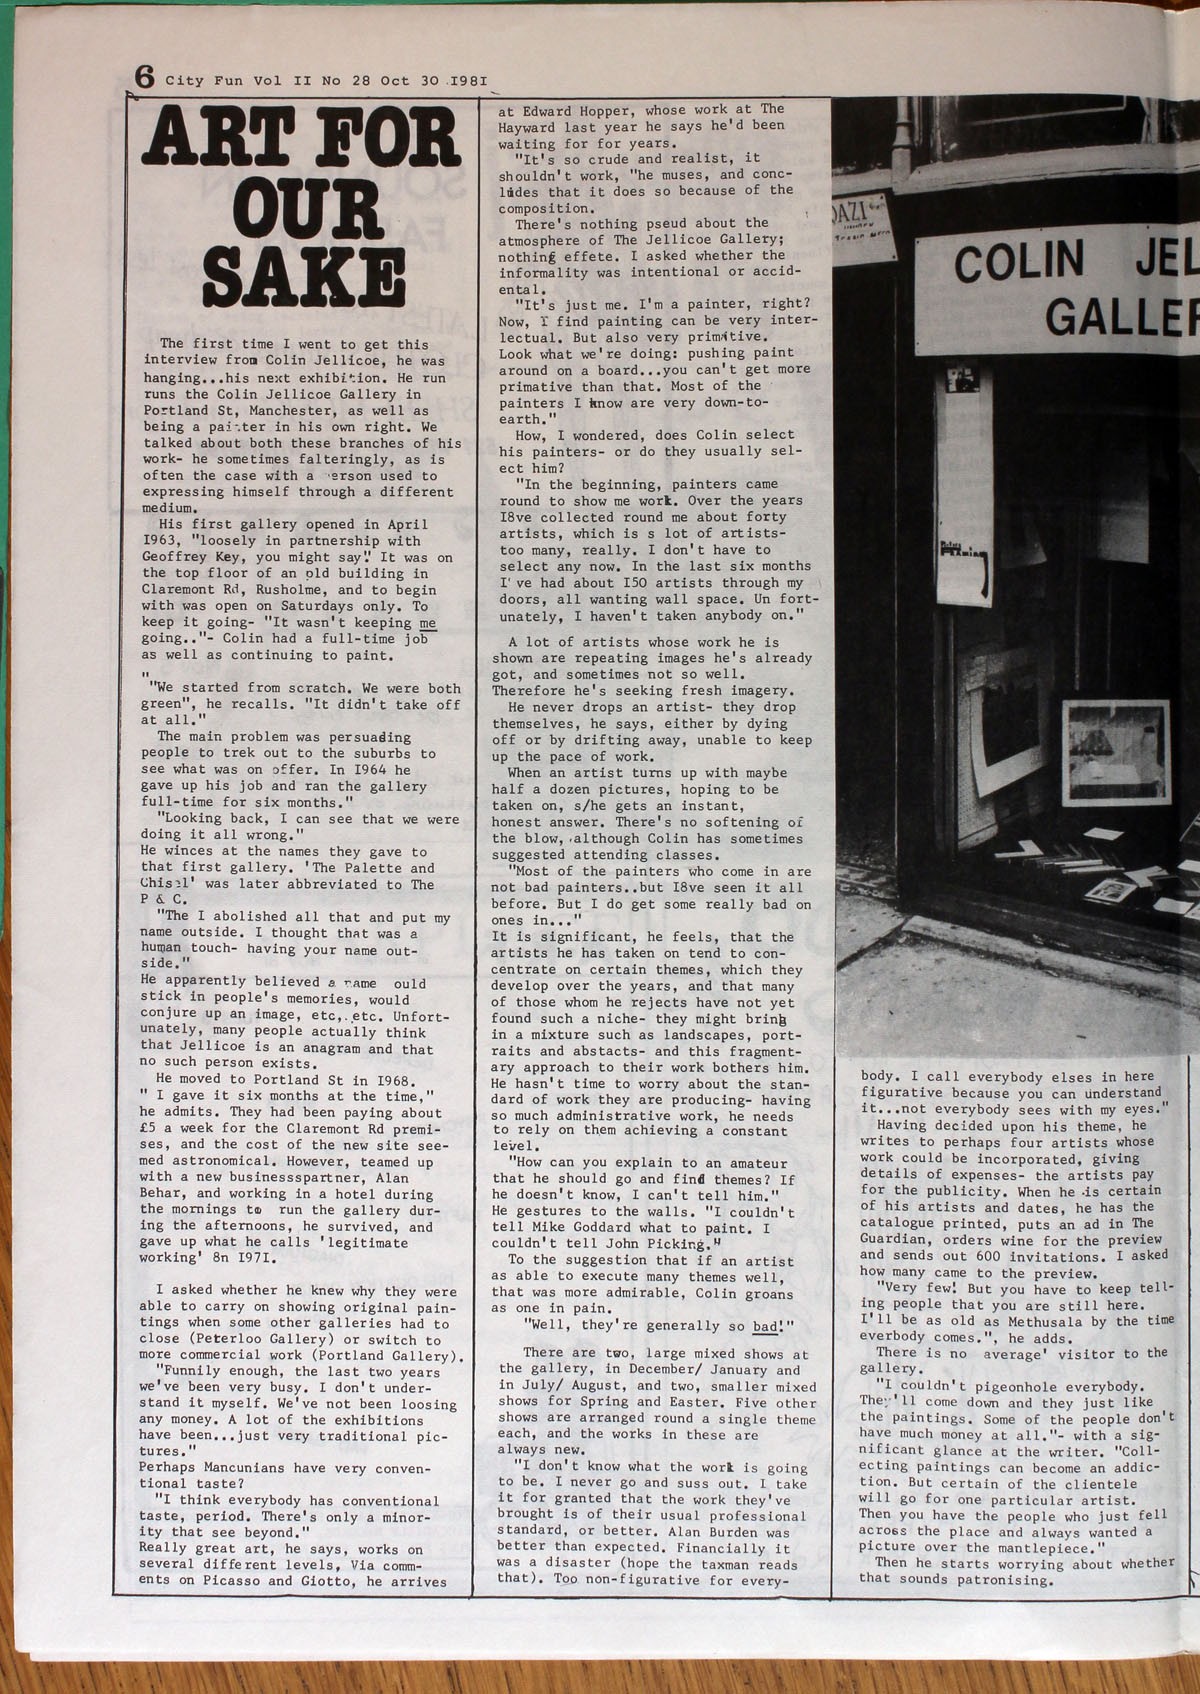 6 City Fun Vol II No 28 Oct 30 I98I
ART FOR
OUR
SAKE
The first time I went to get this
interview from Colin Jellicoe, he was
hanging...his next exhibition. He run
runs the Colin Jellicoe Gallery in
Portland St, Manchester, as well as
being a painter in his own right. We
talked about both these branches of his
work- he sometimes falteringly, as is
often the case with a erson used to
expressing himself through a different
medium.
His first gallery opened in April
I963, "loosely in partnership with
Geoffrey Key, you might say". It was on
the top floor of an old building in
Claremont Rd, Rusholme, and to begin
with was open on Saturdays only. To
keep it going- "It wasn't keeping me
going.."- Colin had a full-time job
as well as continuing to paint.
"
"We started from scratch. We were both
green", he recalls. "It didn't take off
at all."
The main problem was persuading
people to trek out to the suburbs to
see what was on offer. In I964 he
gave up his job and ran the gallery
full-time for six months."
"Looking back, I can see that we were
doing it all wrong."
He winces at the names they gave to
that first gallery. 'The Palette and
Chisel' was later abbreviated to The
P & C.
"The I abolished all that and put my
name outside. I thought that was a
human touch- having your name out-
side."
He apparently believed a name ould
stick in people's memories, would
conjure up an image, etc,.etc. Unfort-
unately, many people actually think
that Jellicoe is an anagram and that
no such person exists.
He moved to Portland St in I968.
" I gave it six months at the time,"
he admits. They had been paying about
£5 a week for the Claremont Rd premi-
ses, and the cost of the new site see-
med astronomical. However, teamed up
with a new businessspartner, Alan
Behar, and working in a hotel during
the mornings to run the gallery dur-
ing the afternoons, he survived, and
gave up what he calls 'legitimate
working' 8n I97I.
I asked whether he knew why they were
able to carry on showing original pain-
tings when some other galleries had to
close (Peterloo Gallery) or switch to
more commercial work (Portland Gallery).
"Funnily enough, the last two years
we've been very busy. I don't under-
stand it myself. We've not been loosing
any money. A lot of the exhibitions
have been...just very traditional pic-
tures."
Perhaps Mancunians have very conven-
tional taste?
"I think everybody has conventional
taste, period. There's only a minor-
ity that see beyond."
Really great art, he says, works on
several different levels, Via comm-
ents on Picasso and Giotto, he arrives
at Edward Hopper, whose work at The
Hayward last year he says he'd been
waiting for for years.
"It's so crude and realist, it
shouldn't work, "he muses, and conc-
ludes that it does so because of the
composition.
There's nothing pseud about the
atmosphere of The Jellicoe Gallery;
nothing effete. I asked whether the
informality was intentional or accid-
ental.
"It's just me. I'm a painter, right?
Now, I find painting can be very inter-
lectual. But also very primitive.
Look what we're doing: pushing paint
around on a board...you can't get more
primative than that. Most of the
painters I know are very down-to-
earth."
How, I wondered, does Colin select
his painters- or do they usually sel-
ect him?
"In the beginning, painters came
round to show me work. Over the years
I8ve collected round me about forty
artists, which is s lot of artists-
too many, really. I don't have to
select any now. In the last six months
I've had about I50 artists through my
doors, all wanting wall space. Un fort-
unately, I haven't taken anybody on."
A lot of artists whose work he is
shown are repeating images he's already
got, and sometimes not so well.
Therefore he's seeking fresh imagery.
He never drops an artist- they drop
themselves, he says, either by dying
off or by drifting away, unable to keep
up the pace of work.
When an artist turns up with maybe
half a dozen pictures, hoping to be
taken on, s/he gets an instant,
honest answer. There's no softening of
the blow, although Colin has sometimes
suggested attending classes.
"Most of the painters who come in are
not bad painters..but I8ve seen it all
before. But I do get some really bad on
ones in..."
It is significant, he feels, that the
artists he has taken on tend to con-
centrate on certain themes, which they
develop over the years, and that many
of those whom he rejects have not yet
found such a niche- they might bring
in a mixture such as landscapes, port-
raits and abstacts- and this fragment-
ary approach to their work bothers him.
He hasn't time to worry about the stan-
dard of work they are producing- having
so much administrative work, he needs
to rely on them achieving a constant
level.
"How can you explain to an amateur
that he should go and find themes? If
he doesn't know, I can't tell him."
He gestures to the walls. "I couldn't
tell Mike Goddard what to paint. I
couldn't tell John Picking."
To the suggestion that if an artist
as able to execute many themes well,
that was more admirable, Colin groans
as one in pain.
"Well, they're generally so bad!"
There are two, large mixed shows at
the gallery, in December/ January and
in July/ August, and two, smaller mixed
shows for Spring and Easter. Five other
shows are arranged round a single theme
each, and the works in these are
always new.
"I don't know what the work is going
to be. I never go and suss out. I take
it for granted that the work they've
brought is of their usual professional
standard, or better. Alan Burden was
better than expected. Financially it
was a disaster (hope the taxman reads
that). Too non-figurative for every-
DAZI
COLIN JEL
GALLER
body. I call everybody elses in here
figurative because you can understand
it...not everybody sees with my eyes."
Having decided upon his theme, he
writes to perhaps four artists whose
work could be incorporated, giving
details of expenses- the artists pay
for the publicity. When he is certain
of his artists and dates, he has the
catalogue printed, puts an ad in The
Guardian, orders wine for the preview
and sends out 600 invitations. I asked
how many came to the preview.
"Very few! But you have to keep tell-
ing people that you are still here.
I'll be as old as Methusala by the time
everbody comes.", he adds.
There is no average' visitor to the
gallery.
"I couldn't pigeonhole everybody.
They'll come down and they just like
the paintings. Some of the people don't
have much money at all."- with a sig-
nificant glance at the writer. "Coll-
ecting paintings can become an addic-
tion. But certain of the clientele
will go for one particular artist.
Then you have the people who just fell
across the place and always wanted a
picture over the mantlepiece."
Then he starts worrying about whether
that sounds patronising.